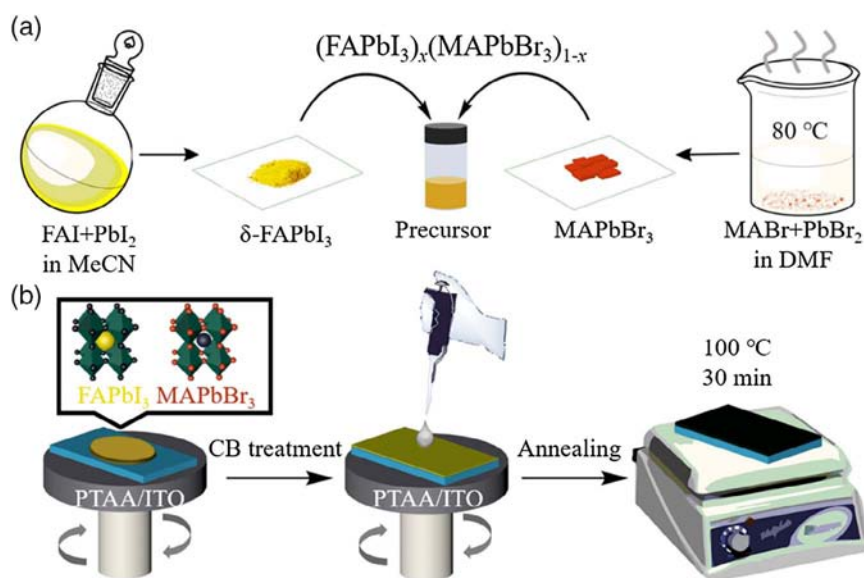 (a)
(FAPbI₃)ₓ(MAPbBr₃)₁₋ₓ
80 °C
FAI+PbI₂
in MeCN
δ-FAPbI₃
Precursor
MAPbBr₃
MABr+PbBr₂
in DMF
(b)
FAPbI₃ MAPbBr₃
PTAA/ITO
CB treatment
PTAA/ITO
Annealing
100 °C
30 min